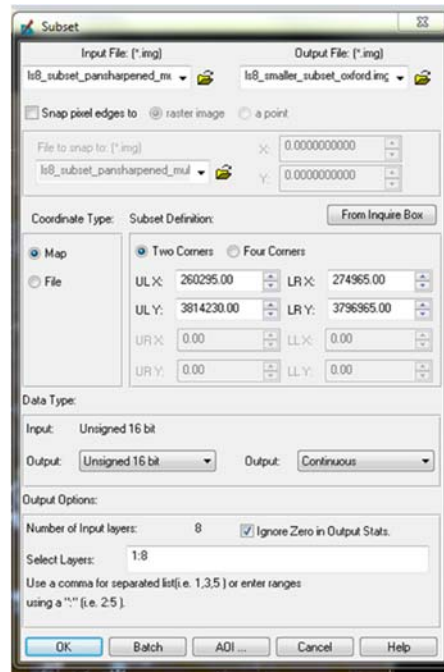 Subset
Input File: (*.img) Output File: (*.img)
ls8_subset_pansharpened_mu ls8_smaller_subset_oxford.img
Snap pixel edges to raster image a point
File to snap to: (*.img) X: 0.0000000000
ls8_subset_pansharpened_mul Y: 0.0000000000
Coordinate Type: Subset Definition: From Inquire Box
Map Two Corners Four Corners
File UL X: 260295.00 LR X: 274965.00
UL Y: 3814230.00 LR Y: 3796965.00
UR X: 0.00 LL X: 0.00
UR Y: 0.00 LL Y: 0.00
Data Type:
Input: Unsigned 16 bit
Output: Unsigned 16 bit Output: Continuous
Output Options:
Number of Input layers: 8 Ignore Zero in Output Stats.
Select Layers: 1:8
Use a comma for separated list(i.e. 1,3,5 ) or enter ranges
using a ":" (i.e. 2:5 ).
OK Batch AOI ... Cancel Help